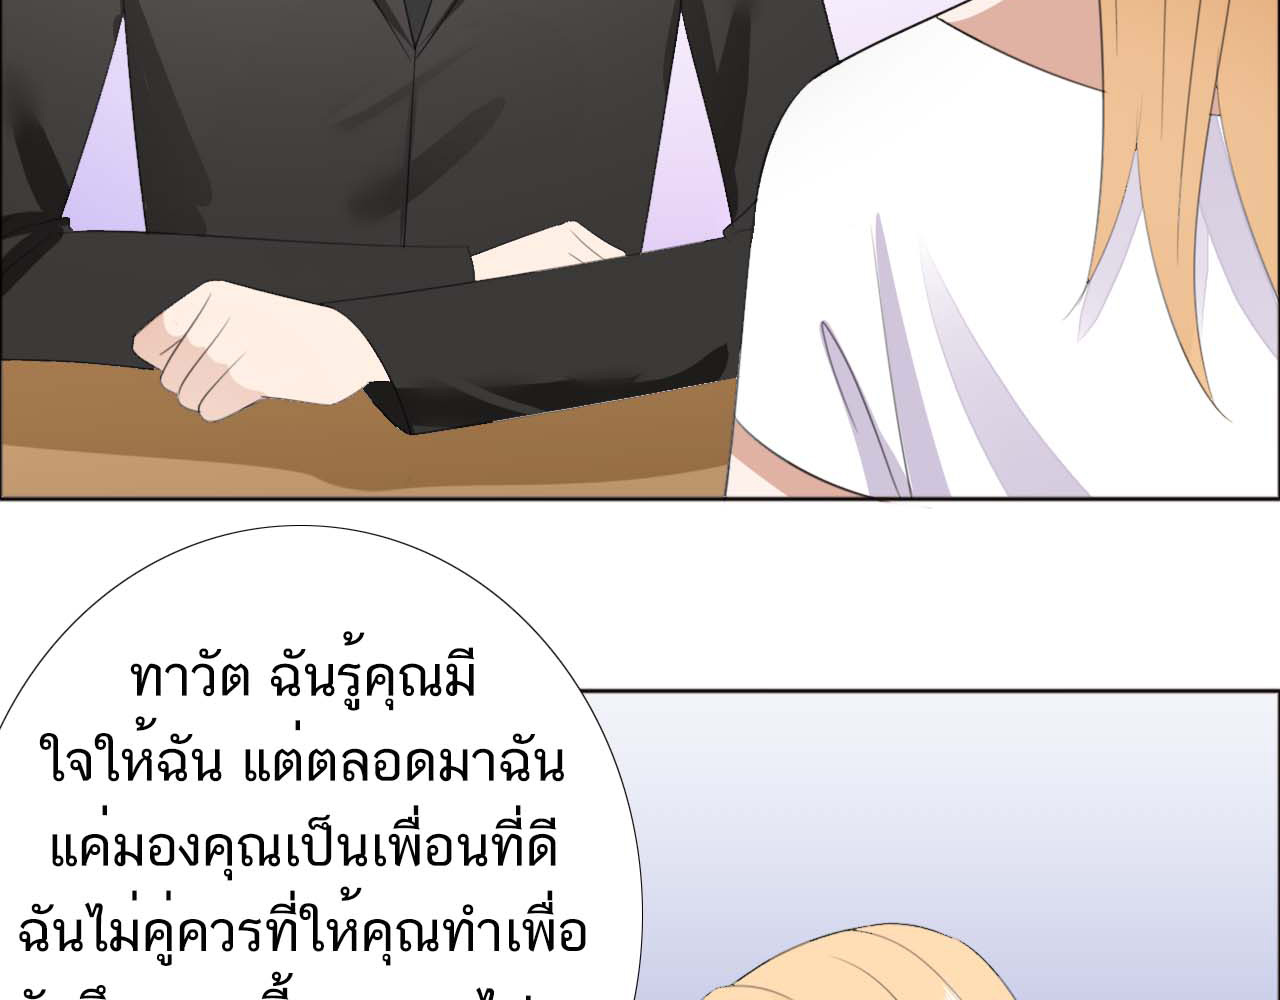 ทาวัต ฉันรู้คุณมี
ใจให้ฉัน แต่ตลอดมาฉัน
แค่มองคุณเป็นเพื่อนที่ดี
ฉันไม่คู่ควรที่ให้คุณทำเพื่อ